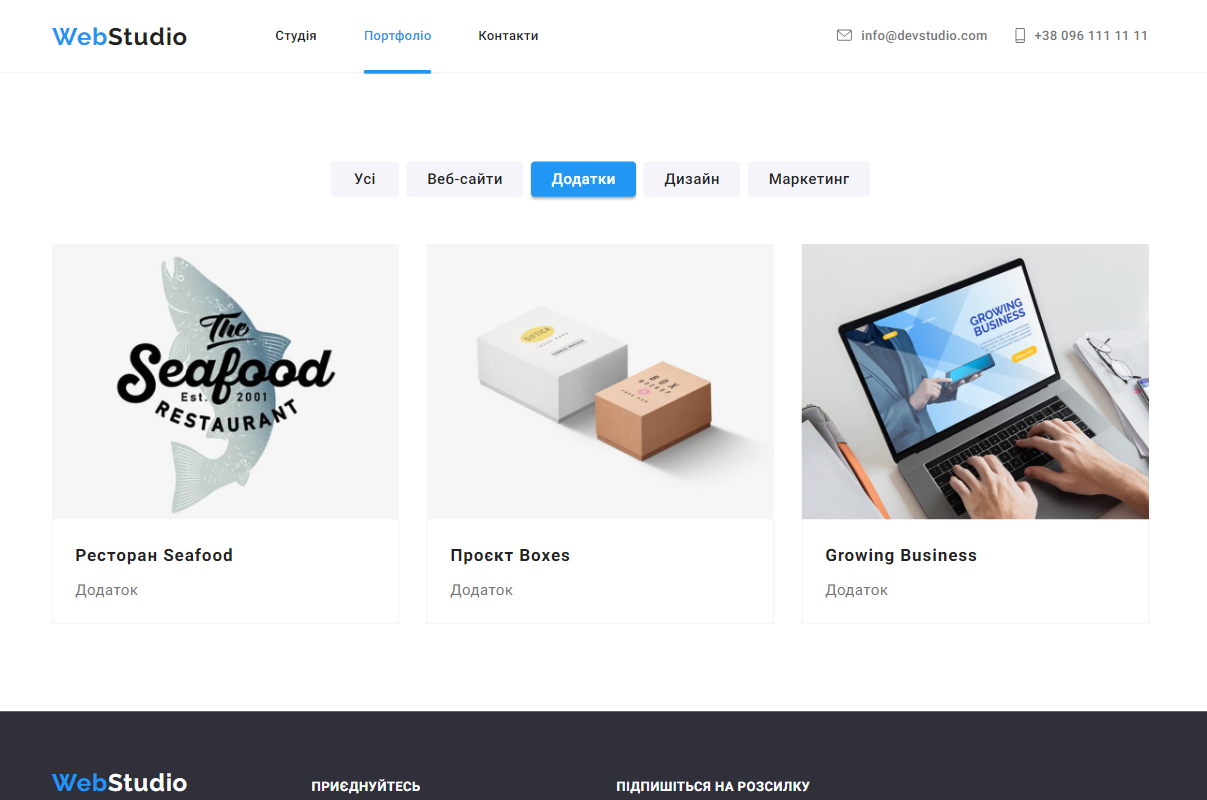 WebStudio
Студія
Портфоліо
Контакти
info@devstudio.com
+38 096 111 11 11
Усі
Веб-сайти
Додатки
Дизайн
Маркетинг
The
Seafood
Est. 2001
RESTAURANT
BOX
GROWING
BUSINESS
Ресторан Seafood
Додаток
Проєкт Boxes
Додаток
Growing Business
Додаток
WebStudio
ПРИЄДНУЙТЕСЬ
ПІДПИШІТЬСЯ НА РОЗСИЛКУ